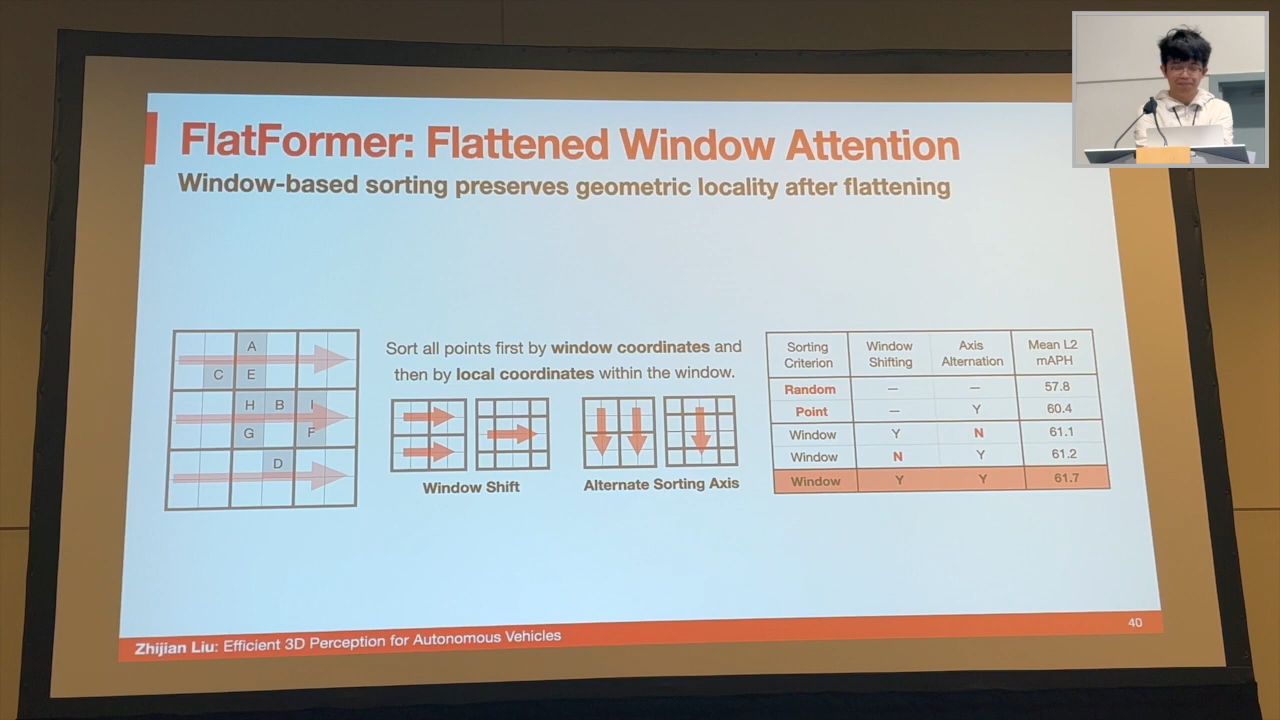 FlatFormer: Flattened Window Attention
Window-based sorting preserves geometric locality after flattening
A
C E
H B I
G F
D
Sort all points first by window coordinates and
then by local coordinates within the window.
Window Shift
Alternate Sorting Axis
Sorting Criterion Window Shifting Axis Alternation Mean L2 mAPH
Random — — 57.8
Point — Y 60.4
Window Y N 61.1
Window N Y 61.2
Window Y Y 61.7
Zhijian Liu: Efficient 3D Perception for Autonomous Vehicles
40